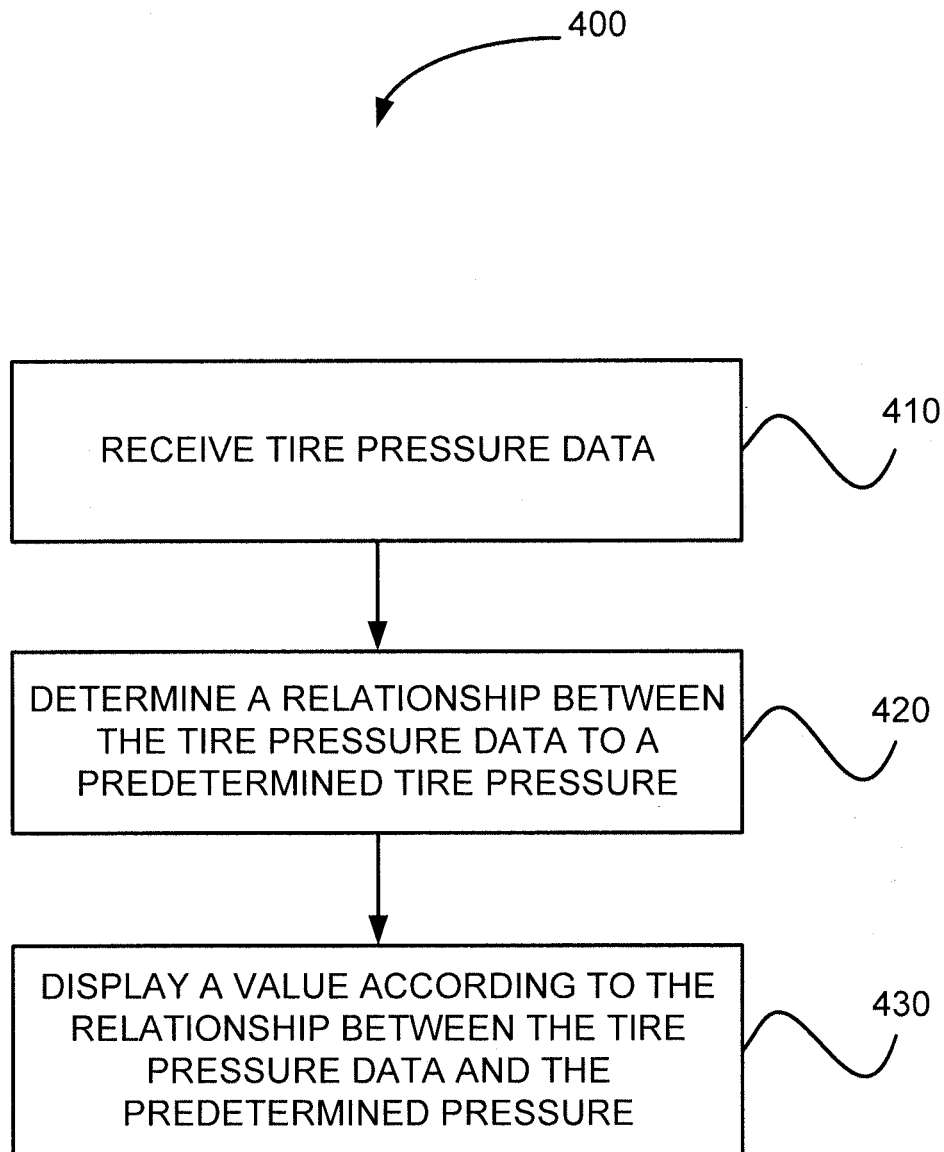 400
RECEIVE TIRE PRESSURE DATA
410
DETERMINE A RELATIONSHIP BETWEEN
THE TIRE PRESSURE DATA TO A
PREDETERMINED TIRE PRESSURE
420
DISPLAY A VALUE ACCORDING TO THE
RELATIONSHIP BETWEEN THE TIRE
PRESSURE DATA AND THE
PREDETERMINED PRESSURE
430